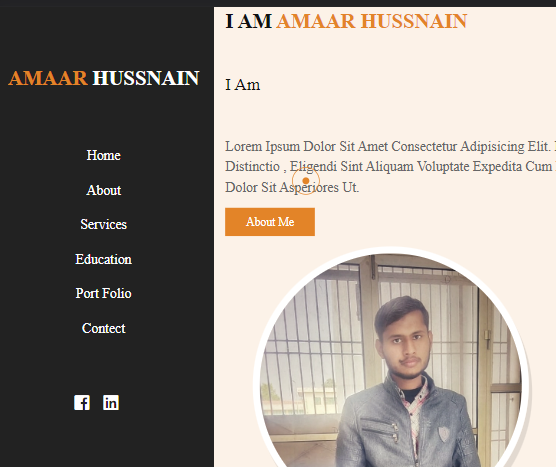 AMAAR HUSSNAIN
Home
About
Services
Education
Port Folio
Contect
I AM AMAAR HUSSNAIN
I Am
Lorem Ipsum Dolor Sit Amet Consectetur Adipisicing Elit.
Distinctio , Eligendi Sint Aliquam Voluptate Expedita Cum
Dolor Sit Asperiores Ut.
About Me